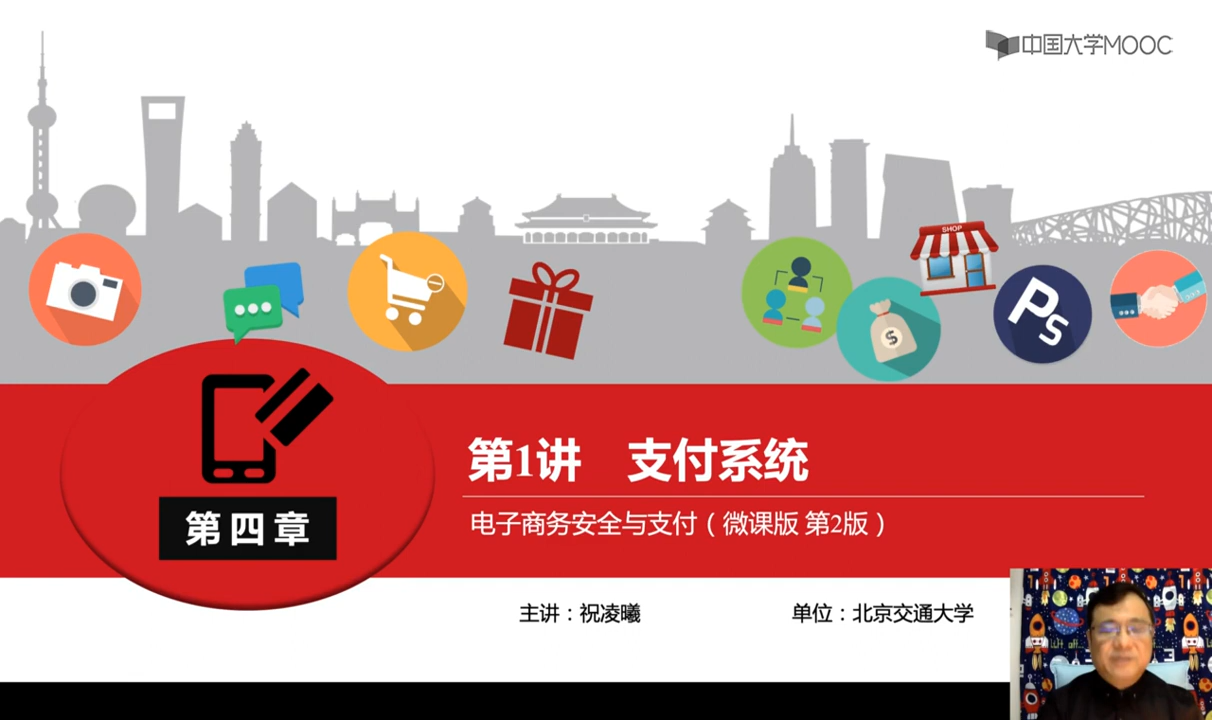 中国大学MOOC
SHOP
$
Ps
第1讲 支付系统
电子商务安全与支付（微课版 第2版）
第四章
主讲：祝凌曦
单位：北京交通大学